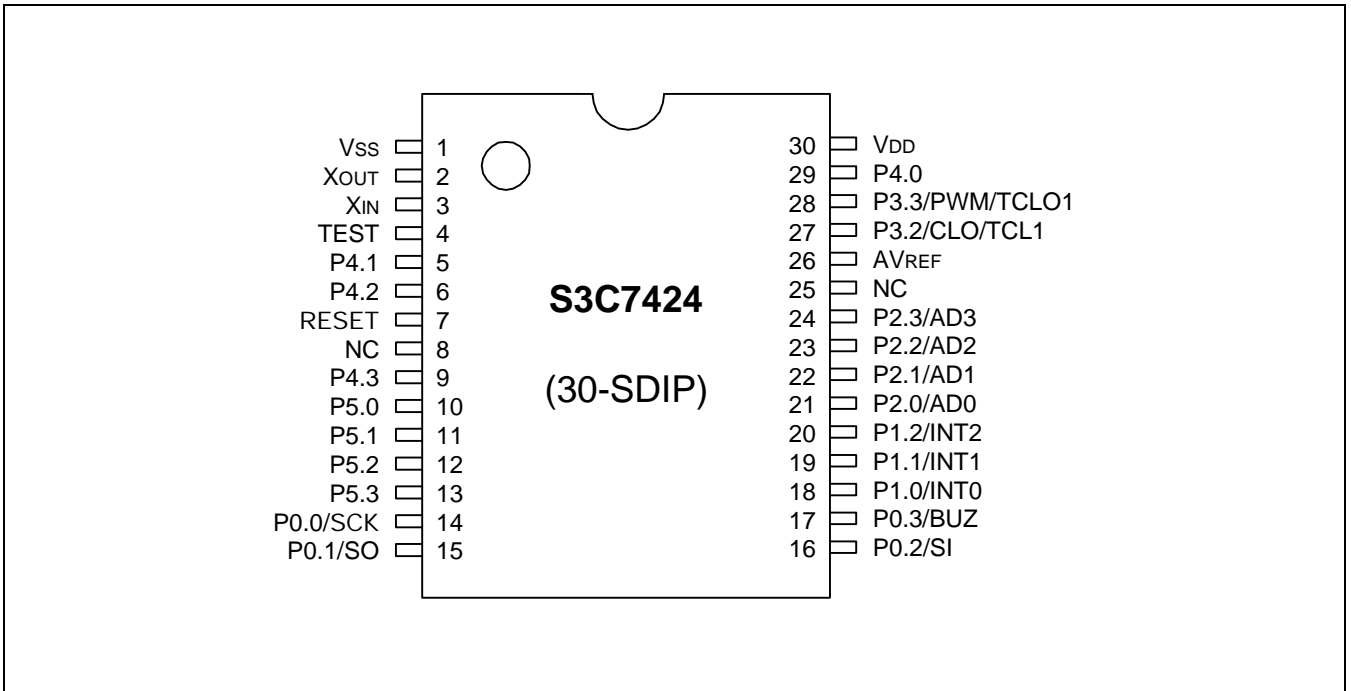 VSS 1
XOUT 2
XIN 3
TEST 4
P4.1 5
P4.2 6
RESET 7
NC 8
P4.3 9
P5.0 10
P5.1 11
P5.2 12
P5.3 13
P0.0/SCK 14
P0.1/SO 15
S3C7424
(30-SDIP)
30 VDD
29 P4.0
28 P3.3/PWM/TCLO1
27 P3.2/CLO/TCL1
26 AVREF
25 NC
24 P2.3/AD3
23 P2.2/AD2
22 P2.1/AD1
21 P2.0/AD0
20 P1.2/INT2
19 P1.1/INT1
18 P1.0/INT0
17 P0.3/BUZ
16 P0.2/SI